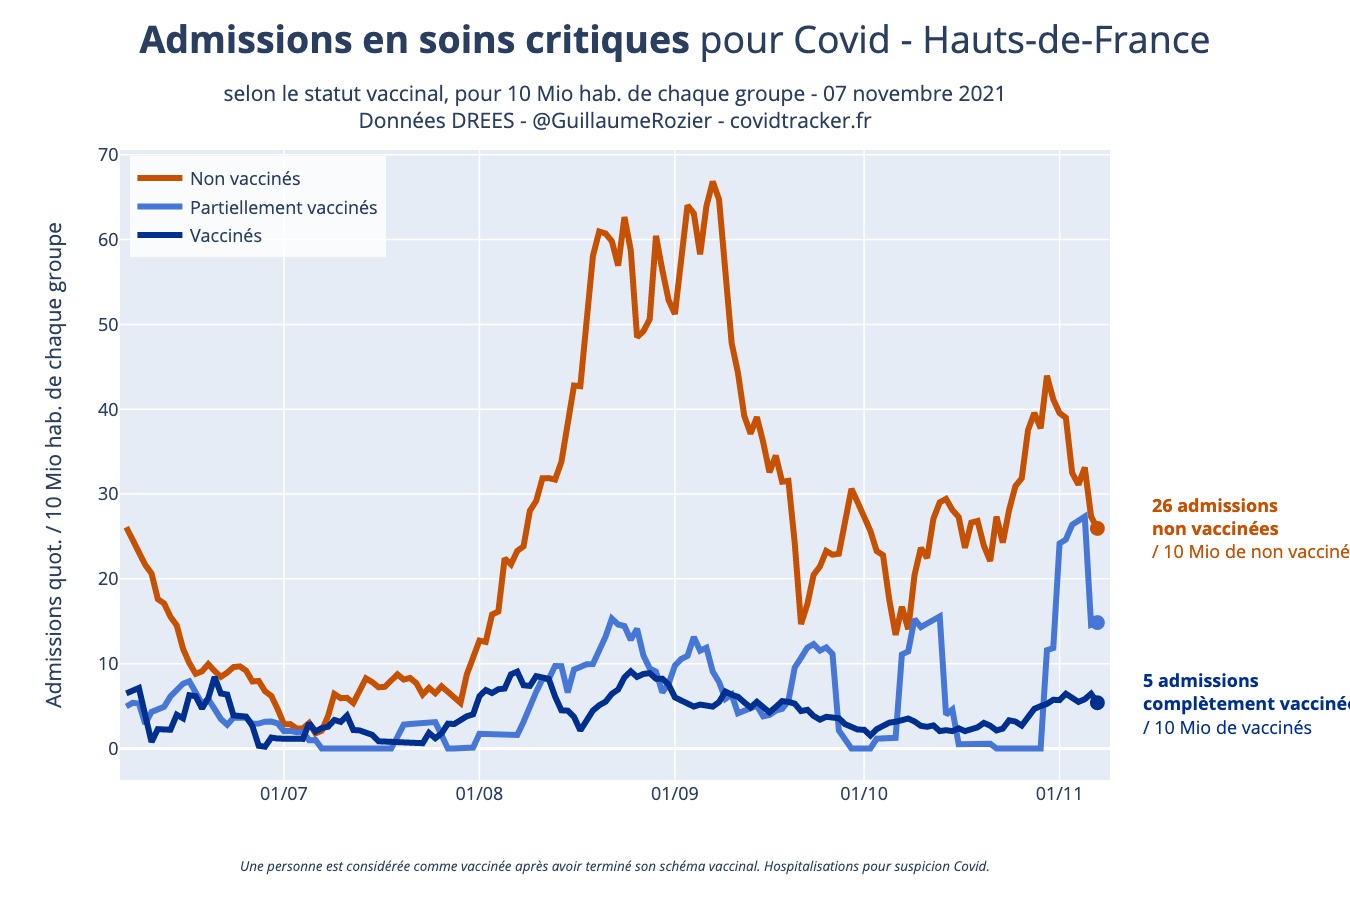 Admissions en soins critiques pour Covid - Hauts-de-France
selon le statut vaccinal, pour 10 Mio hab. de chaque groupe - 07 novembre 2021
Données DREES - @GuillaumeRozier - covidtracker.fr
Admissions quot. / 10 Mio hab. de chaque groupe
70
60
50
40
30
20
10
0
Non vaccinés
Partiellement vaccinés
Vaccinés
26 admissions
non vaccinées
/ 10 Mio de non vacciné
5 admissions
complètement vacciné
/ 10 Mio de vaccinés
01/07
01/08
01/09
01/10
01/11
Une personne est considérée comme vaccinée après avoir terminé son schéma vaccinal. Hospitalisations pour suspicion Covid.